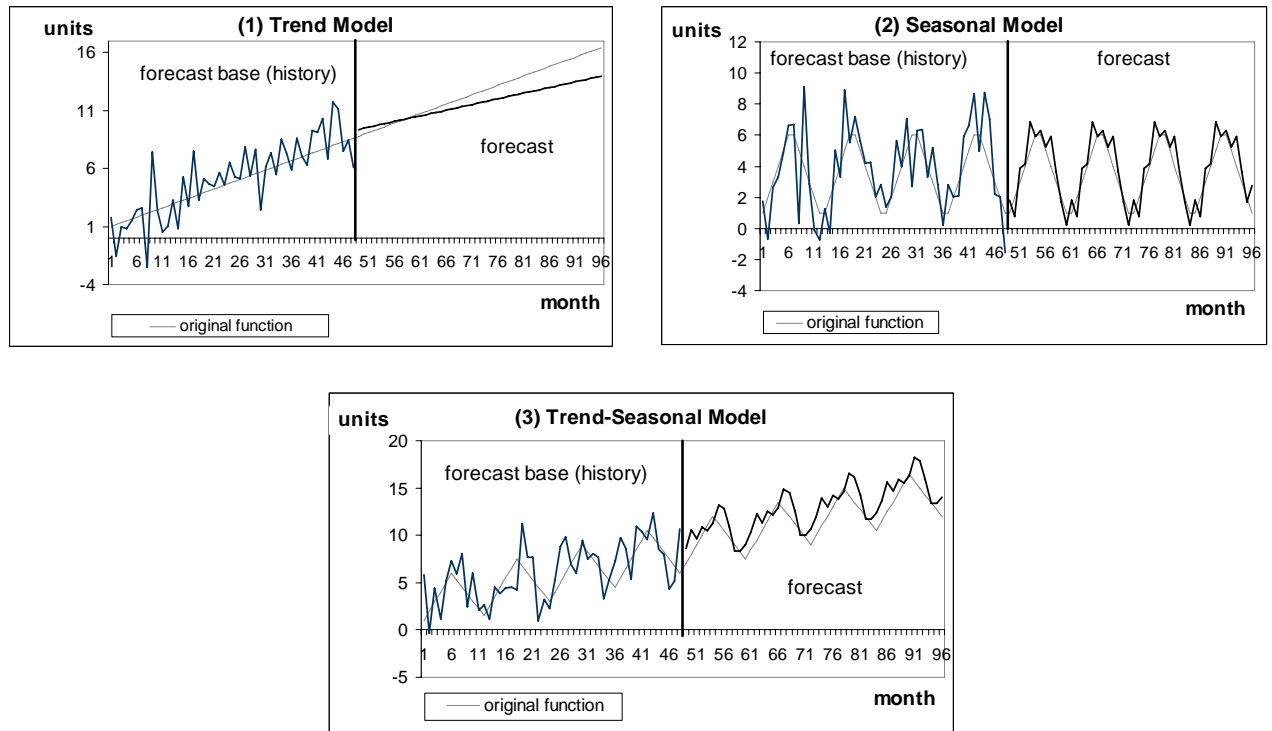 (1) Trend Model
units
16
11
6
1
-4
forecast base (history)
forecast
1 6 11 16 21 26 31 36 41 46 51 56 61 66 71 76 81 86 91 96
month
original function
(2) Seasonal Model
units
12
10
8
6
4
2
0
-2
-4
forecast base (history)
forecast
1 6 11 16 21 26 31 36 41 46 51 56 61 66 71 76 81 86 91 96
month
original function
(3) Trend-Seasonal Model
units
20
15
10
5
0
-5
forecast base (history)
forecast
1 6 11 16 21 26 31 36 41 46 51 56 61 66 71 76 81 86 91 96
month
original function